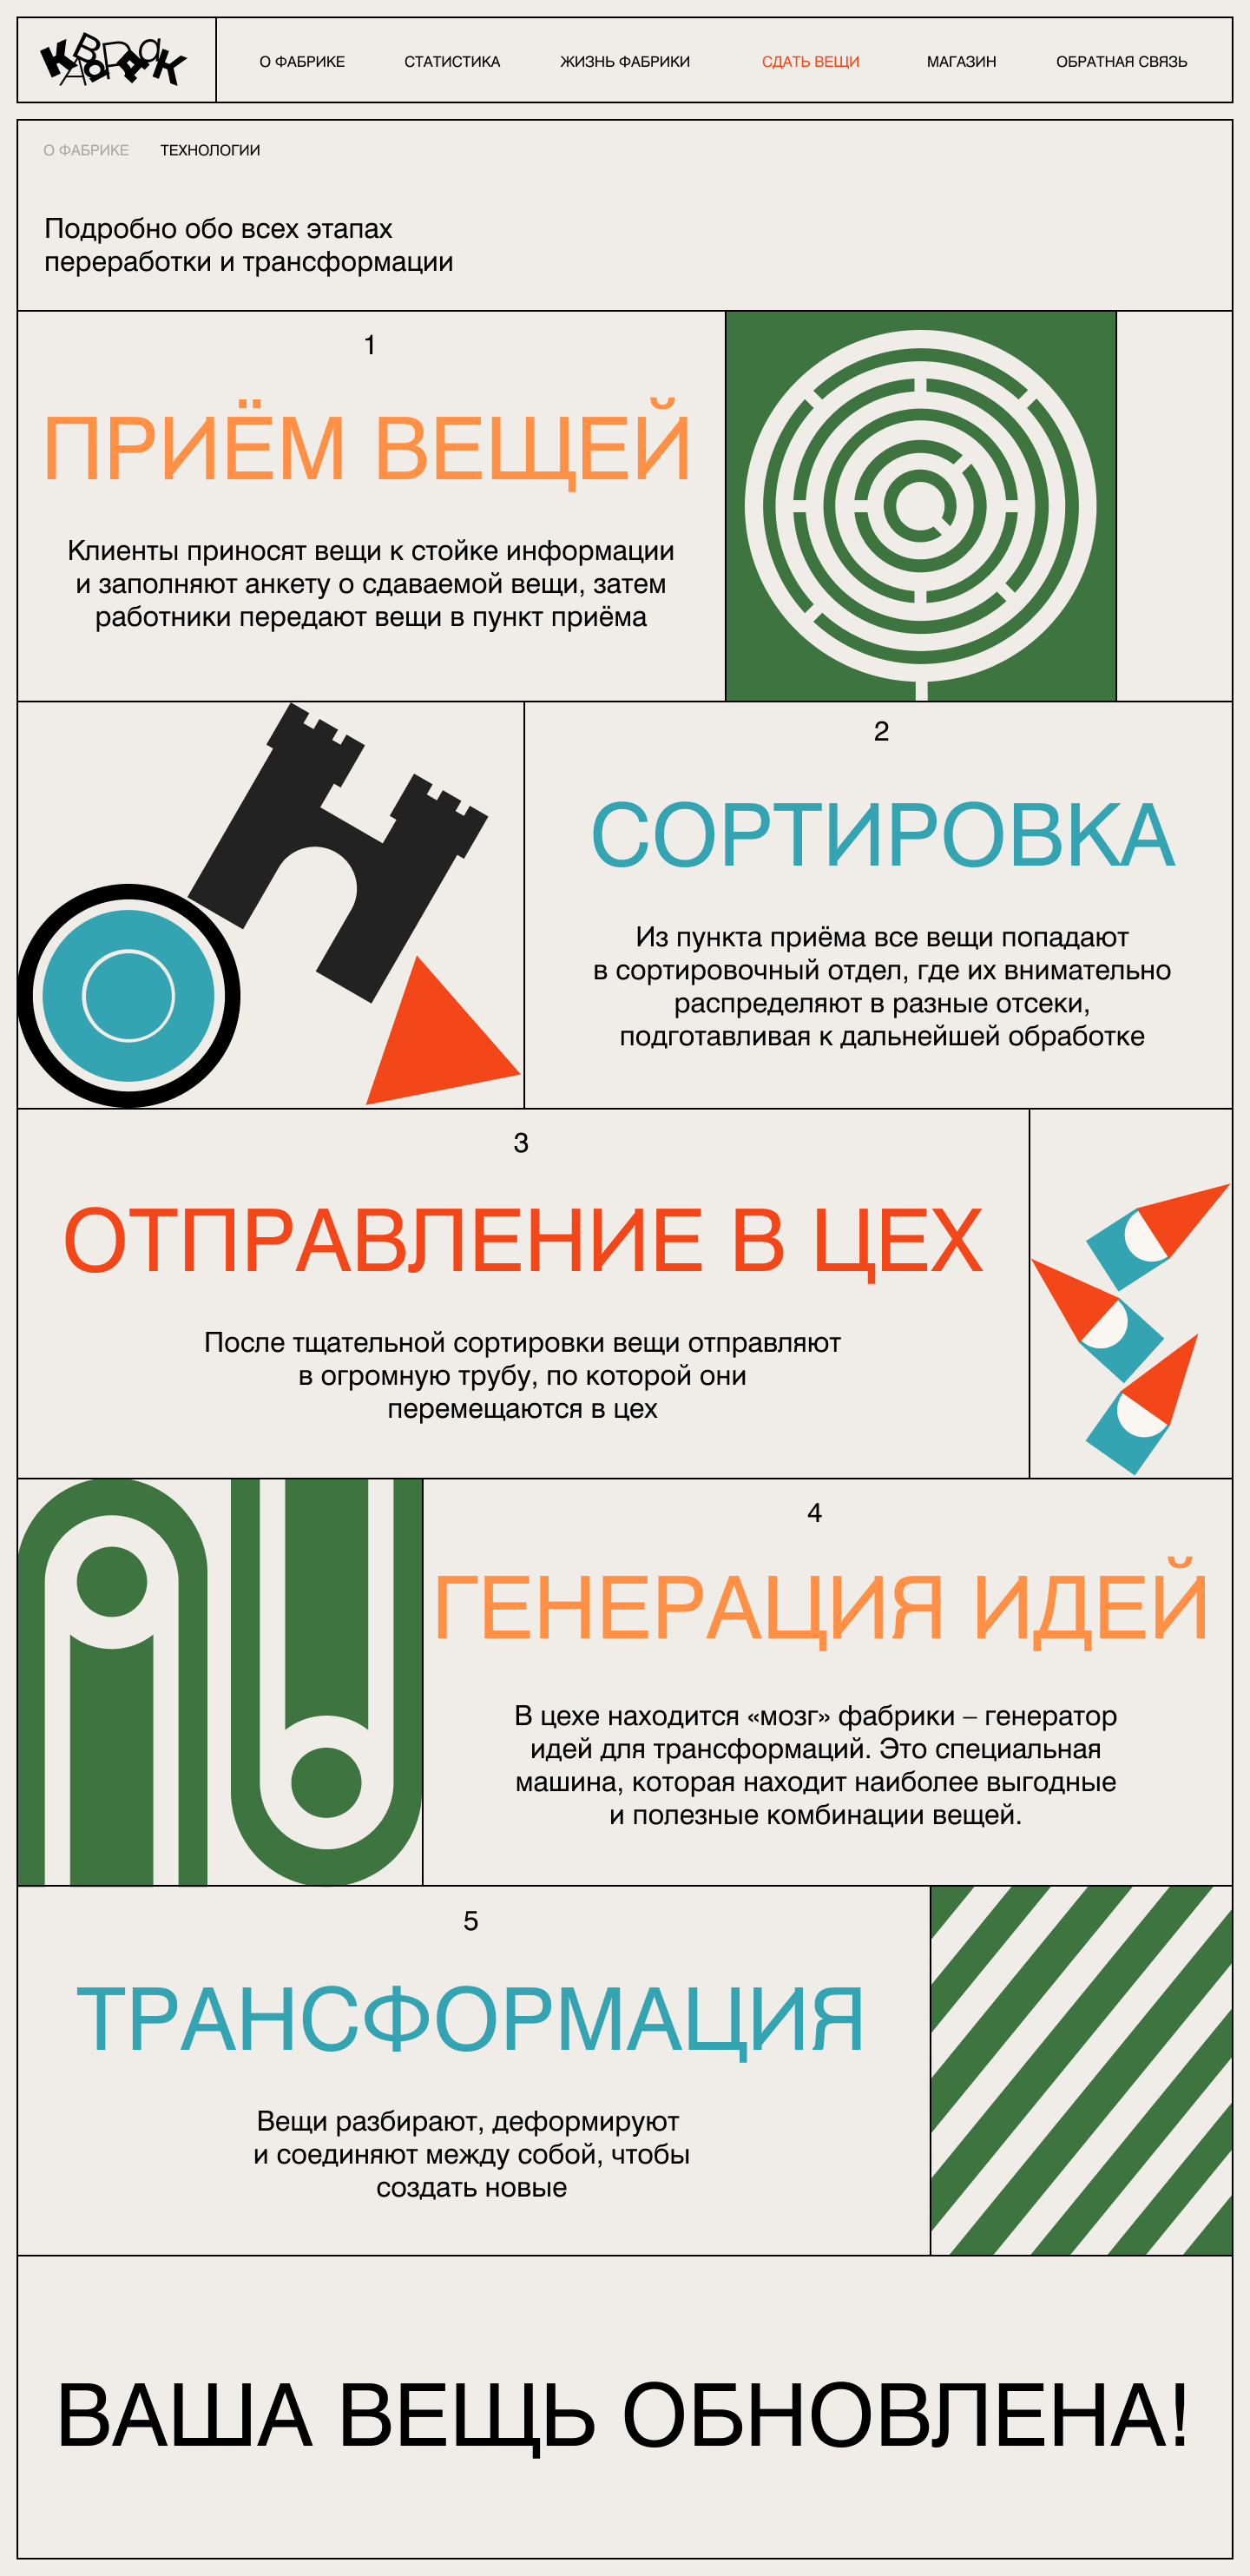 О ФАБРИКЕ
СТАТИСТИКА
ЖИЗНЬ ФАБРИКИ
СДАТЬ ВЕЩИ
МАГАЗИН
ОБРАТНАЯ СВЯЗЬ
О ФАБРИКЕ
ТЕХНОЛОГИИ
Подробно обо всех этапах
переработки и трансформации
1
ПРИЁМ ВЕЩЕЙ
Клиенты приносят вещи к стойке информации
и заполняют анкету о сдаваемой вещи, затем
работники передают вещи в пункт приёма
2
СОРТИРОВКА
Из пункта приёма все вещи попадают
в сортировочный отдел, где их внимательно
распределяют в разные отсеки,
подготавливая к дальнейшей обработке
3
ОТПРАВЛЕНИЕ В ЦЕХ
После тщательной сортировки вещи отправляют
в огромную трубу, по которой они
перемещаются в цех
4
ГЕНЕРАЦИЯ ИДЕЙ
В цехе находится «мозг» фабрики – генератор
идей для трансформаций. Это специальная
машина, которая находит наиболее выгодные
и полезные комбинации вещей.
5
ТРАНСФОРМАЦИЯ
Вещи разбирают, деформируют
и соединяют между собой, чтобы
создать новые
ВАША ВЕЩЬ ОБНОВЛЕНА!